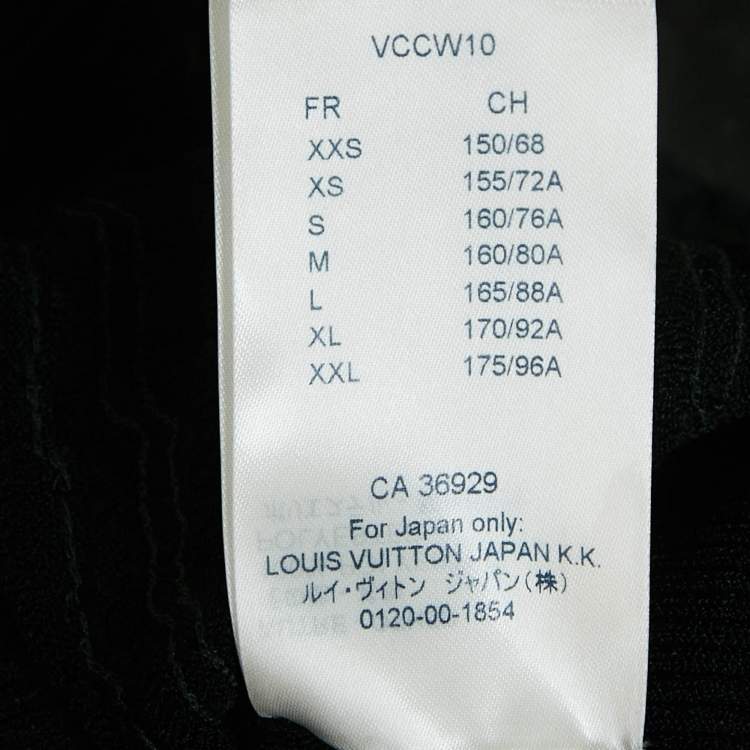 VCCW10
FR CH
XXS 150/68
XS 155/72A
S 160/76A
M 160/80A
L 165/88A
XL 170/92A
XXL 175/96A
CA 36929
For Japan only:
LOUIS VUITTON JAPAN K.K.
ルイ・ヴィトン ジャパン(株)
0120-00-1854